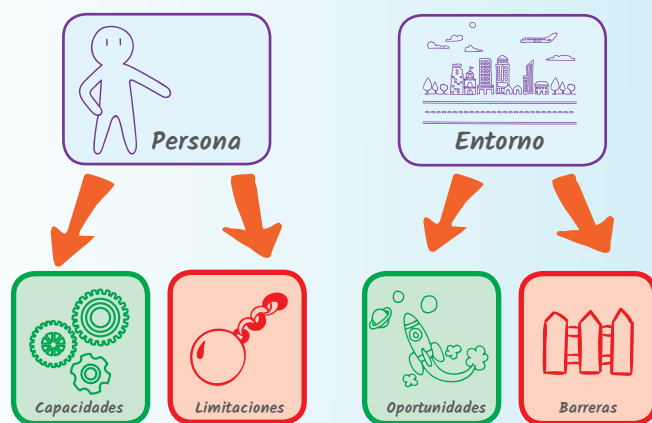 Persona
Entorno
Capacidades
Limitaciones
Oportunidades
Barreras